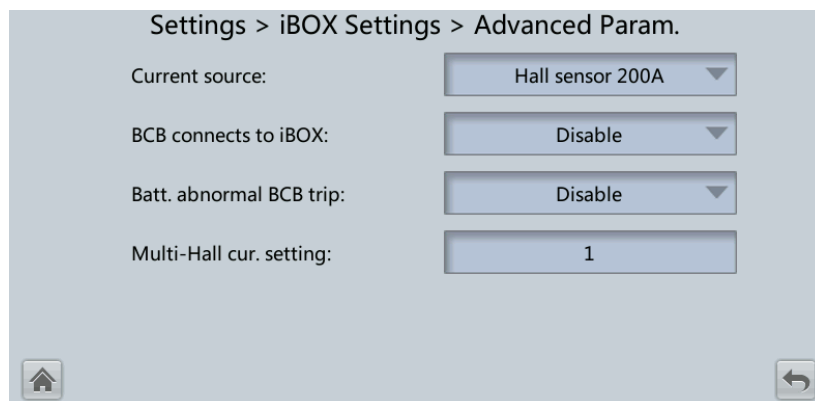 Settings > iBOX Settings > Advanced Param.
Current source: Hall sensor 200A
BCB connects to iBOX: Disable
Batt. abnormal BCB trip: Disable
Multi-Hall cur. setting: 1